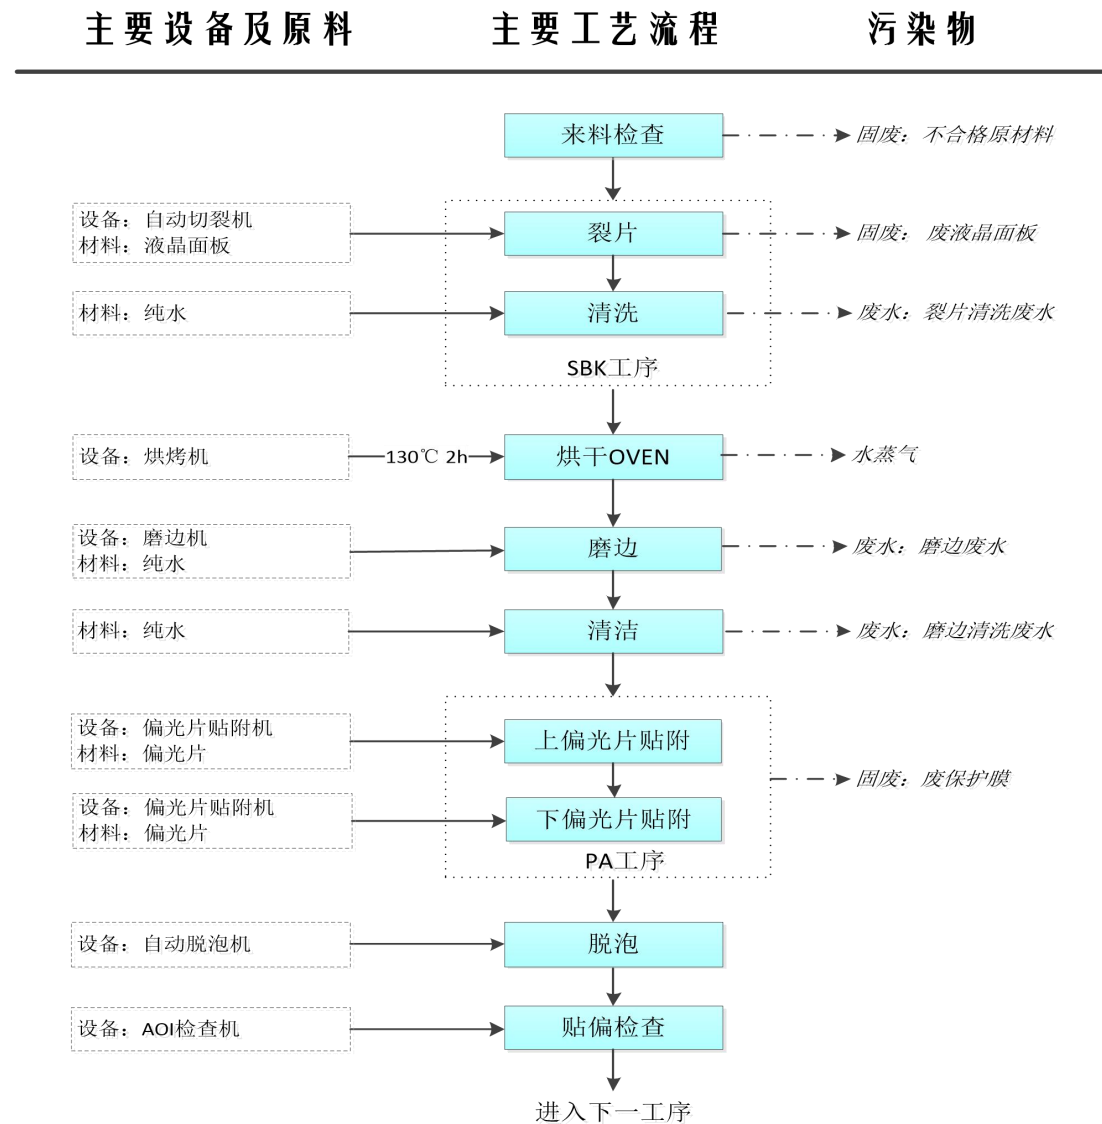 主要设备及原料
主要工艺流程
污染物
来料检查
固废：不合格原材料
设备：自动切裂机
材料：液晶面板
裂片
固废：废液晶面板
材料：纯水
清洗
废水：裂片清洗废水
SBK工序
设备：烘烤机
130℃ 2h
烘干OVEN
水蒸气
设备：磨边机
材料：纯水
磨边
废水：磨边废水
材料：纯水
清洁
废水：磨边清洗废水
设备：偏光片贴附机
材料：偏光片
上偏光片贴附
固废：废保护膜
设备：偏光片贴附机
材料：偏光片
下偏光片贴附
PA工序
设备：自动脱泡机
脱泡
设备：AOI检查机
贴偏检查
进入下一工序